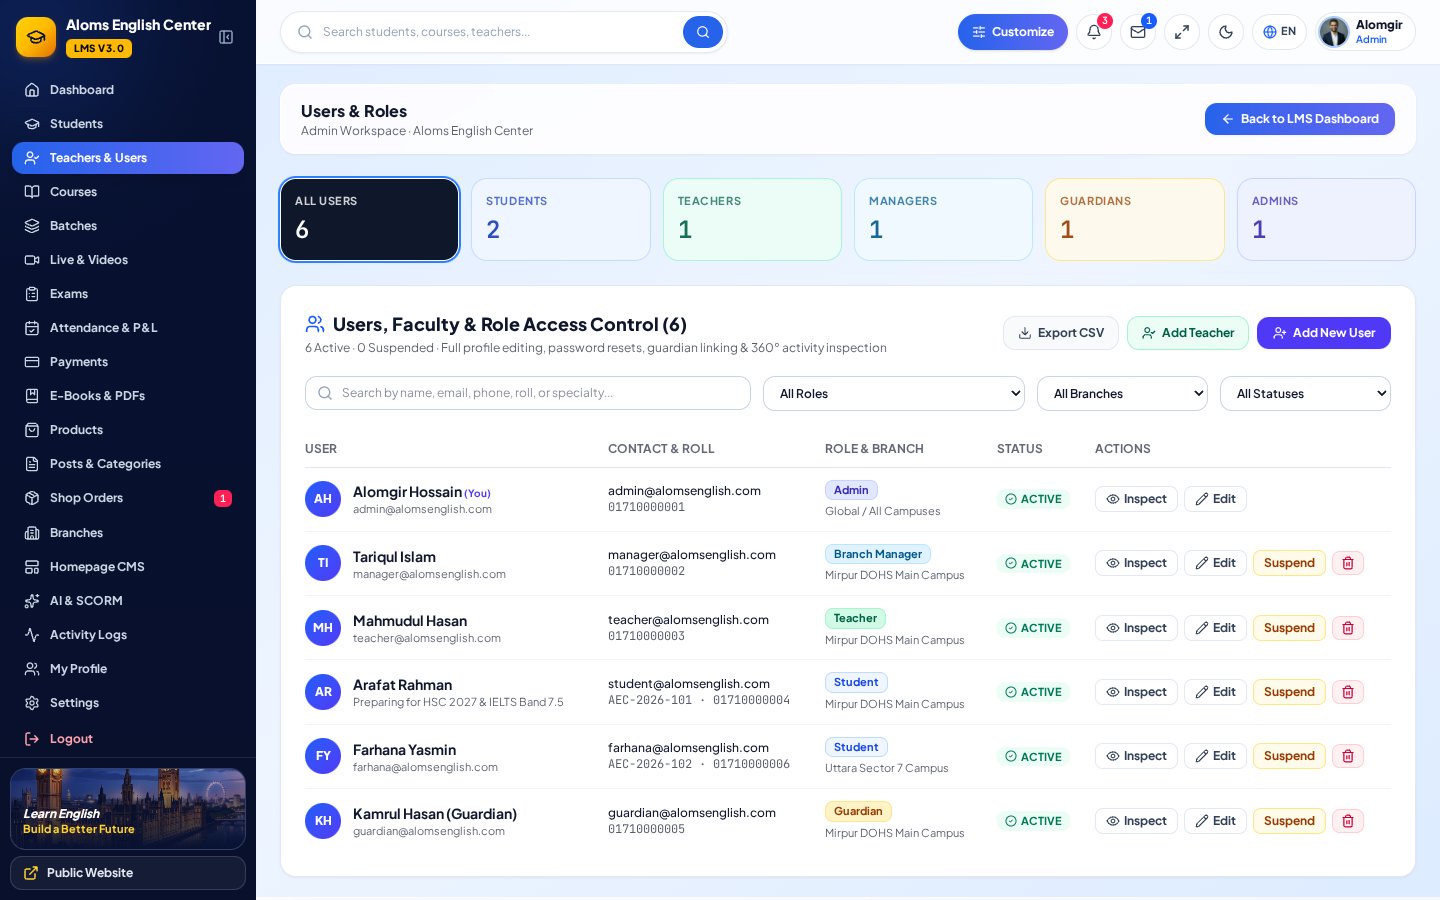 Aloms English Center
LMS V3.0
Dashboard
Students
Teachers & Users
Courses
Batches
Live & Videos
Exams
Attendance & P&L
Payments
E-Books & PDFs
Products
Posts & Categories
Shop Orders 1
Branches
Homepage CMS
AI & SCORM
Activity Logs
My Profile
Settings
Logout
Learn English
Build a Better Future
Public Website
Search students, courses, teachers...
Customize
3
1
EN
Alomgir
Admin
Users & Roles
Admin Workspace · Aloms English Center
Back to LMS Dashboard
ALL USERS
6
STUDENTS
2
TEACHERS
1
MANAGERS
1
GUARDIANS
1
ADMINS
1
Users, Faculty & Role Access Control (6)
6 Active · 0 Suspended · Full profile editing, password resets, guardian linking & 360° activity inspection
Export CSV
Add Teacher
Add New User
Search by name, email, phone, roll, or specialty...
All Roles
All Branches
All Statuses
USER CONTACT & ROLL ROLE & BRANCH STATUS ACTIONS
AH
Alomgir Hossain (You)
admin@alomsenglish.com
admin@alomsenglish.com
01710000001
Admin
Global / All Campuses
ACTIVE
Inspect Edit
TI
Tariqul Islam
manager@alomsenglish.com
manager@alomsenglish.com
01710000002
Branch Manager
Mirpur DOHS Main Campus
ACTIVE
Inspect Edit Suspend
MH
Mahmudul Hasan
teacher@alomsenglish.com
teacher@alomsenglish.com
01710000003
Teacher
Mirpur DOHS Main Campus
ACTIVE
Inspect Edit Suspend
AR
Arafat Rahman
Preparing for HSC 2027 & IELTS Band 7.5
student@alomsenglish.com
AEC-2026-101 · 01710000004
Student
Mirpur DOHS Main Campus
ACTIVE
Inspect Edit Suspend
FY
Farhana Yasmin
farhana@alomsenglish.com
farhana@alomsenglish.com
AEC-2026-102 · 01710000006
Student
Uttara Sector 7 Campus
ACTIVE
Inspect Edit Suspend
KH
Kamrul Hasan (Guardian)
guardian@alomsenglish.com
guardian@alomsenglish.com
01710000005
Guardian
Mirpur DOHS Main Campus
ACTIVE
Inspect Edit Suspend